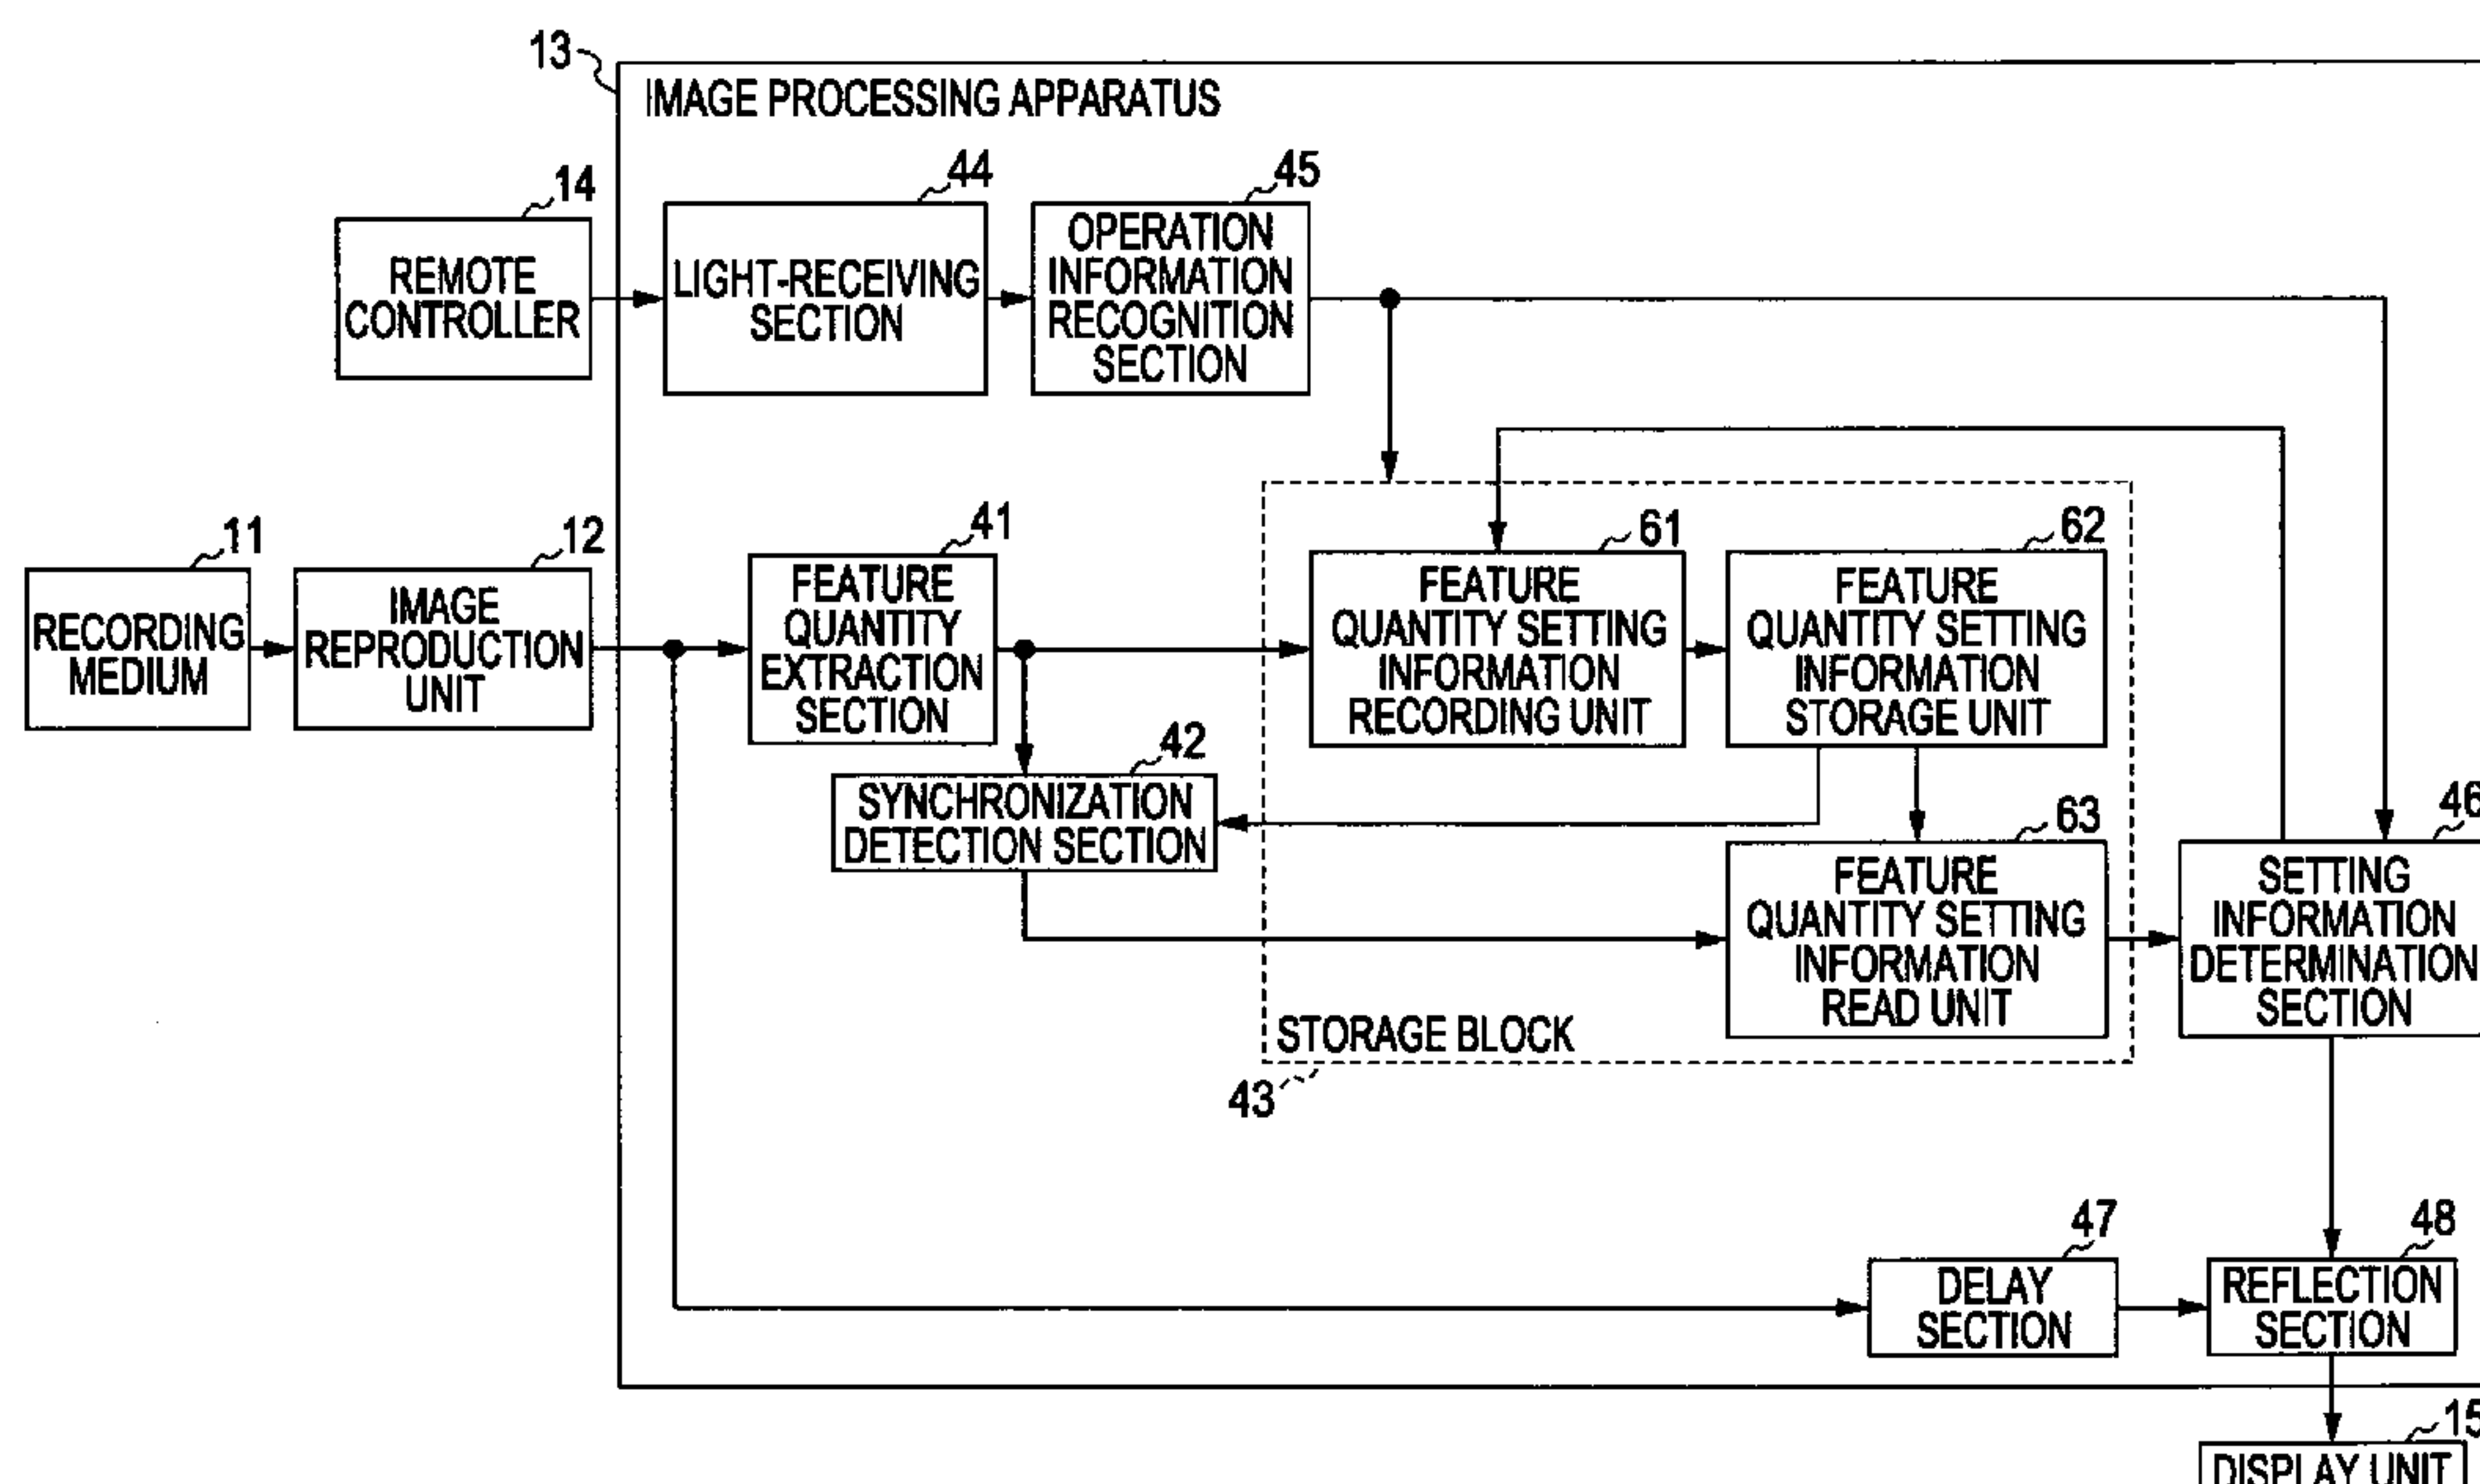 13
IMAGE PROCESSING APPARATUS
14
REMOTE
CONTROLLER
44
LIGHT-RECEIVING
SECTION
45
OPERATION
INFORMATION
RECOGNITION
SECTION
11
RECORDING
MEDIUM
12
IMAGE
REPRODUCTION
UNIT
41
FEATURE
QUANTITY
EXTRACTION
SECTION
61
FEATURE
QUANTITY SETTING
INFORMATION
RECORDING UNIT
62
FEATURE
QUANTITY SETTING
INFORMATION
STORAGE UNIT
42
SYNCHRONIZATION
DETECTION SECTION
63
FEATURE
QUANTITY SETTING
INFORMATION
READ UNIT
46
SETTING
INFORMATION
DETERMINATION
SECTION
STORAGE BLOCK
43
47
DELAY
SECTION
48
REFLECTION
SECTION
15
DISPLAY UNIT